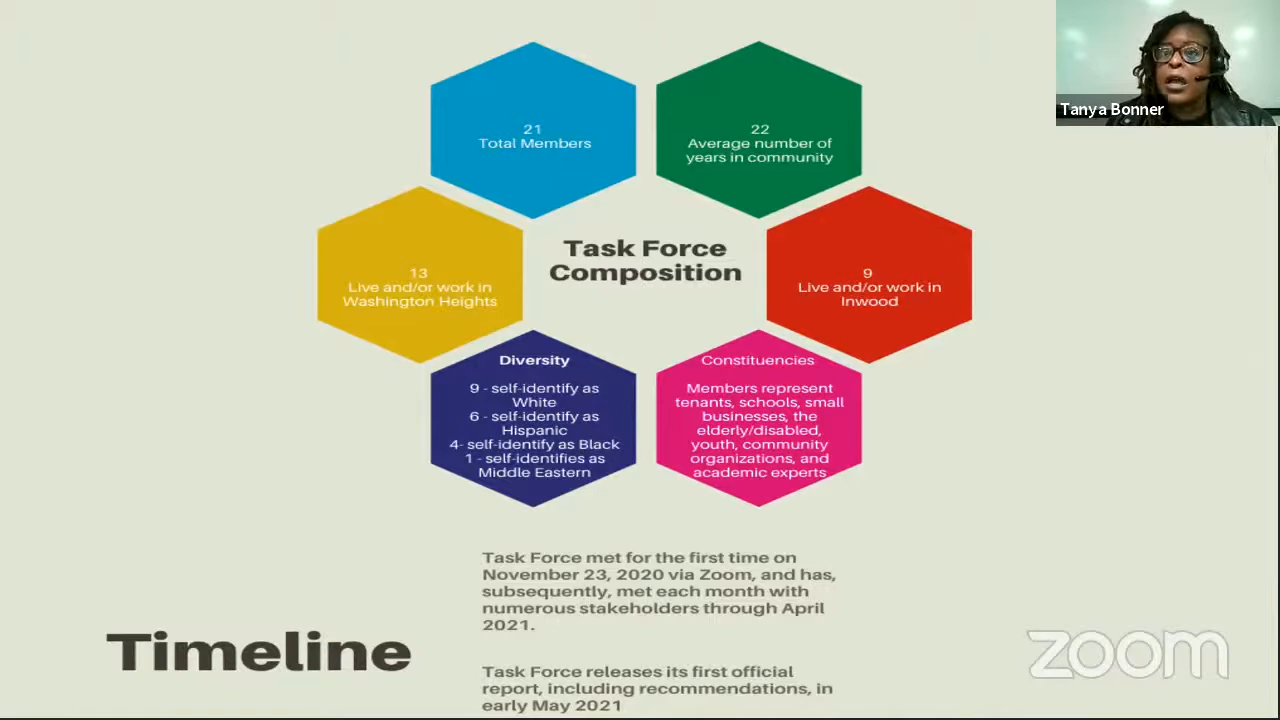 Tanya Bonner
21
Total Members
22
Average number of
years in community
Task Force
Composition
13
Live and/or work in
Washington Heights
9
Live and/or work in
Inwood
Diversity
9 - self-identify as
White
6 - self-identify as
Hispanic
4- self-identify as Black
1 - self-identifies as
Middle Eastern
Constituencies
Members represent
tenants, schools, small
businesses, the
elderly/disabled,
youth, community
organizations, and
academic experts
Timeline
Task Force met for the first time on
November 23, 2020 via Zoom, and has,
subsequently, met each month with
numerous stakeholders through April
2021.
Task Force releases its first official
report, including recommendations, in
early May 2021
zoom